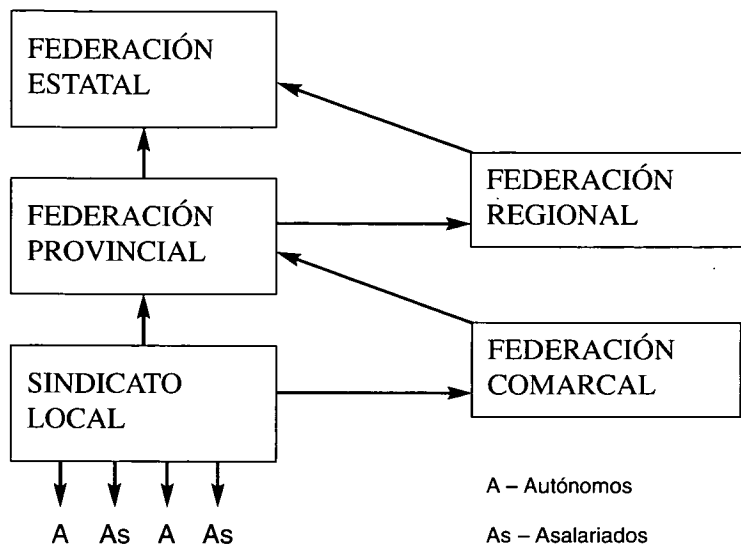 FEDERACIÓN
ESTATAL
FEDERACIÓN
REGIONAL
FEDERACIÓN
PROVINCIAL
FEDERACIÓN
COMARCAL
SINDICATO
LOCAL
A As A As
A – Autónomos
As – Asalariados